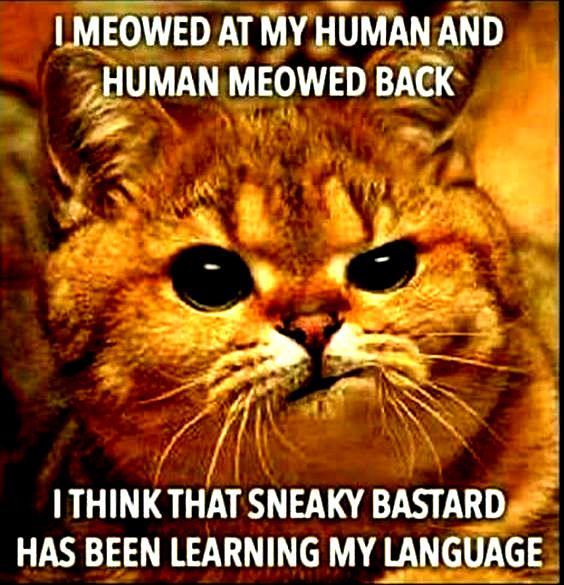 I MEOWED AT MY HUMAN AND
HUMAN MEOWED BACK
I THINK THAT SNEAKY BASTARD
HAS BEEN LEARNING MY LANGUAGE